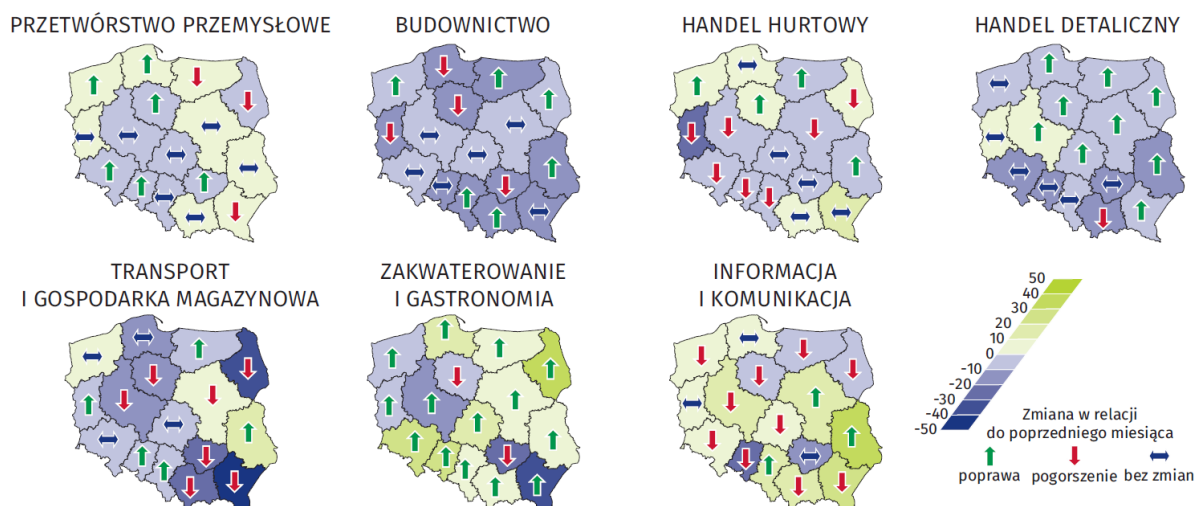 PRZETWÓRSTWO PRZEMYSŁOWE
BUDOWNICTWO
HANDEL HURTOWY
HANDEL DETALICZNY
TRANSPORT
I GOSPODARKA MAGAZYNOWA
ZAKWATEROWANIE
I GASTRONOMIA
INFORMACJA
I KOMUNIKACJA
50
40
30
20
10
0
-10
-20
-30
-40
-50
Zmiana w relacji
do poprzedniego miesiąca
poprawa pogorszenie bez zmian